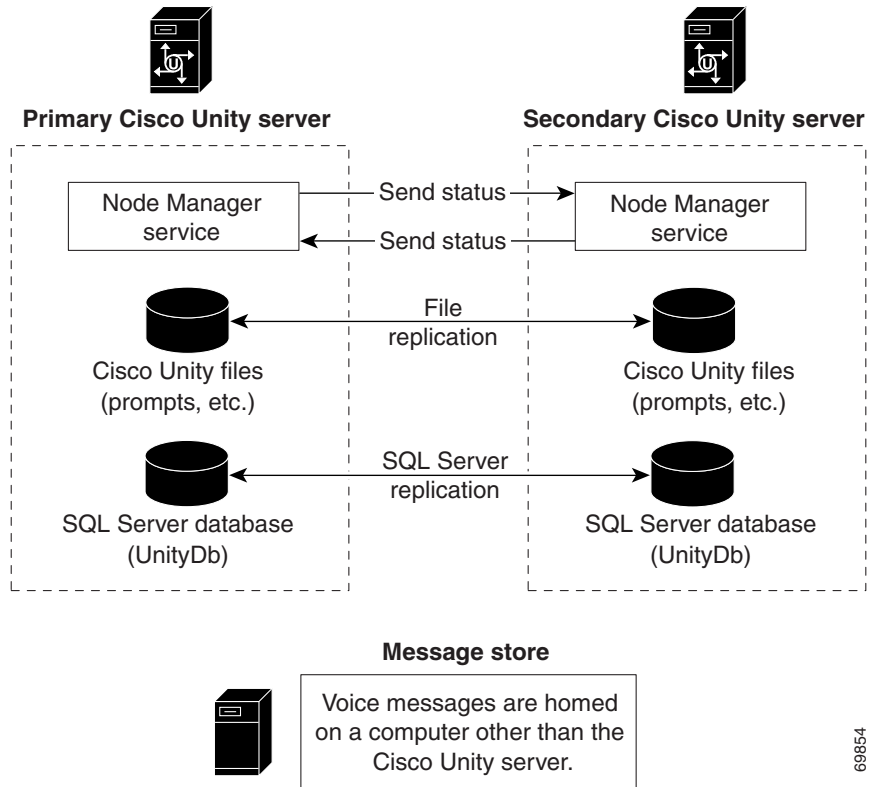 Primary Cisco Unity server
Secondary Cisco Unity server
Node Manager
service
Send status
Send status
Node Manager
service
File
replication
Cisco Unity files
(prompts, etc.)
Cisco Unity files
(prompts, etc.)
SQL Server
replication
SQL Server database
(UnityDb)
SQL Server database
(UnityDb)
Message store
Voice messages are homed
on a computer other than the
Cisco Unity server.
69854
U
U